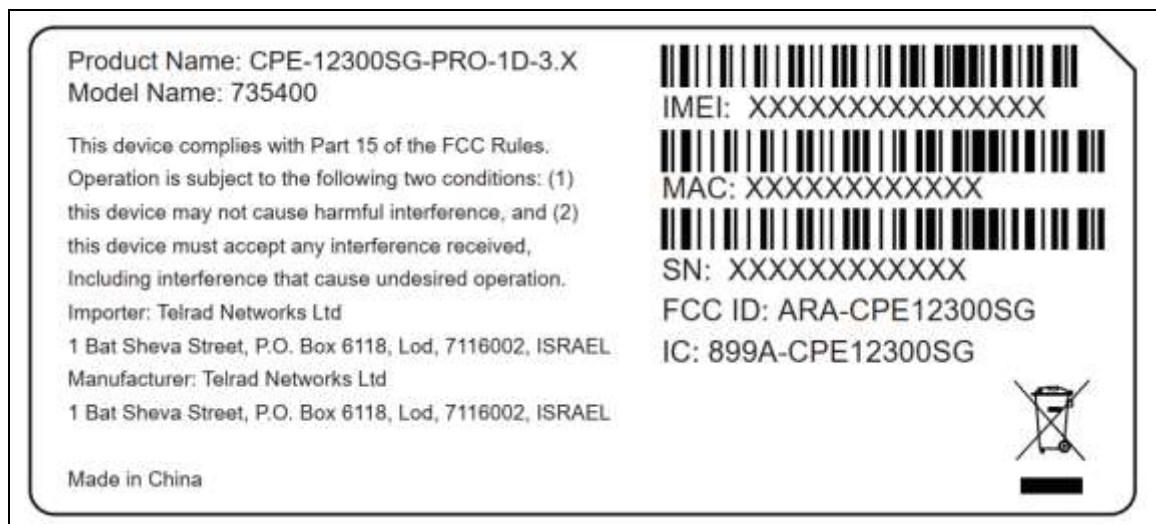 Product Name: CPE-12300SG-PRO-1D-3.X
Model Name: 735400
This device complies with Part 15 of the FCC Rules.
Operation is subject to the following two conditions: (1)
this device may not cause harmful interference, and (2)
this device must accept any interference received,
Including interference that cause undesired operation.
Importer: Telrad Networks Ltd
1 Bat Sheva Street, P.O. Box 6118, Lod, 7116002, ISRAEL
Manufacturer: Telrad Networks Ltd
1 Bat Sheva Street, P.O. Box 6118, Lod, 7116002, ISRAEL
Made in China
IMEI: XXXXXXXXXXXXXXX
MAC: XXXXXXXXXXXX
SN: XXXXXXXXXXXX
FCC ID: ARA-CPE12300SG
IC: 899A-CPE12300SG